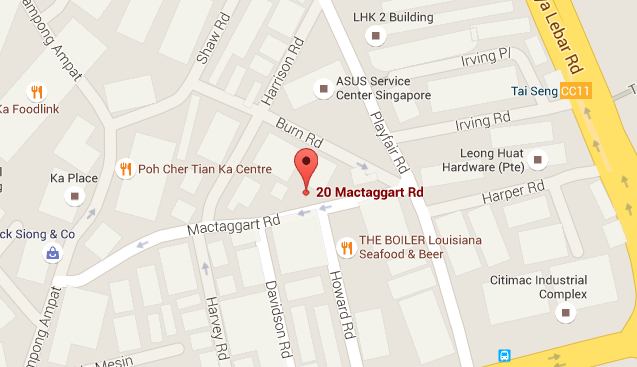 LHK 2 Building
ya Lebar Rd
Irving Pl
Shaw Rd
Harrison Rd
ampong Ampat
ASUS Service
Center Singapore
Tai Seng CC11
Ka Foodlink
Playfair Rd
Burn Rd
Irving Rd
Leong Huat
Hardware (Pte)
Poh Cher Tian Ka Centre
Ka Place
20 Mactaggart Rd
Harper Rd
Mactaggart Rd
ck Siong & Co
THE BOILER Louisiana
Seafood & Beer
Citimac Industrial
Complex
Davidson Rd
Howard Rd
Harvey Rd
pong Ampat
Mesin